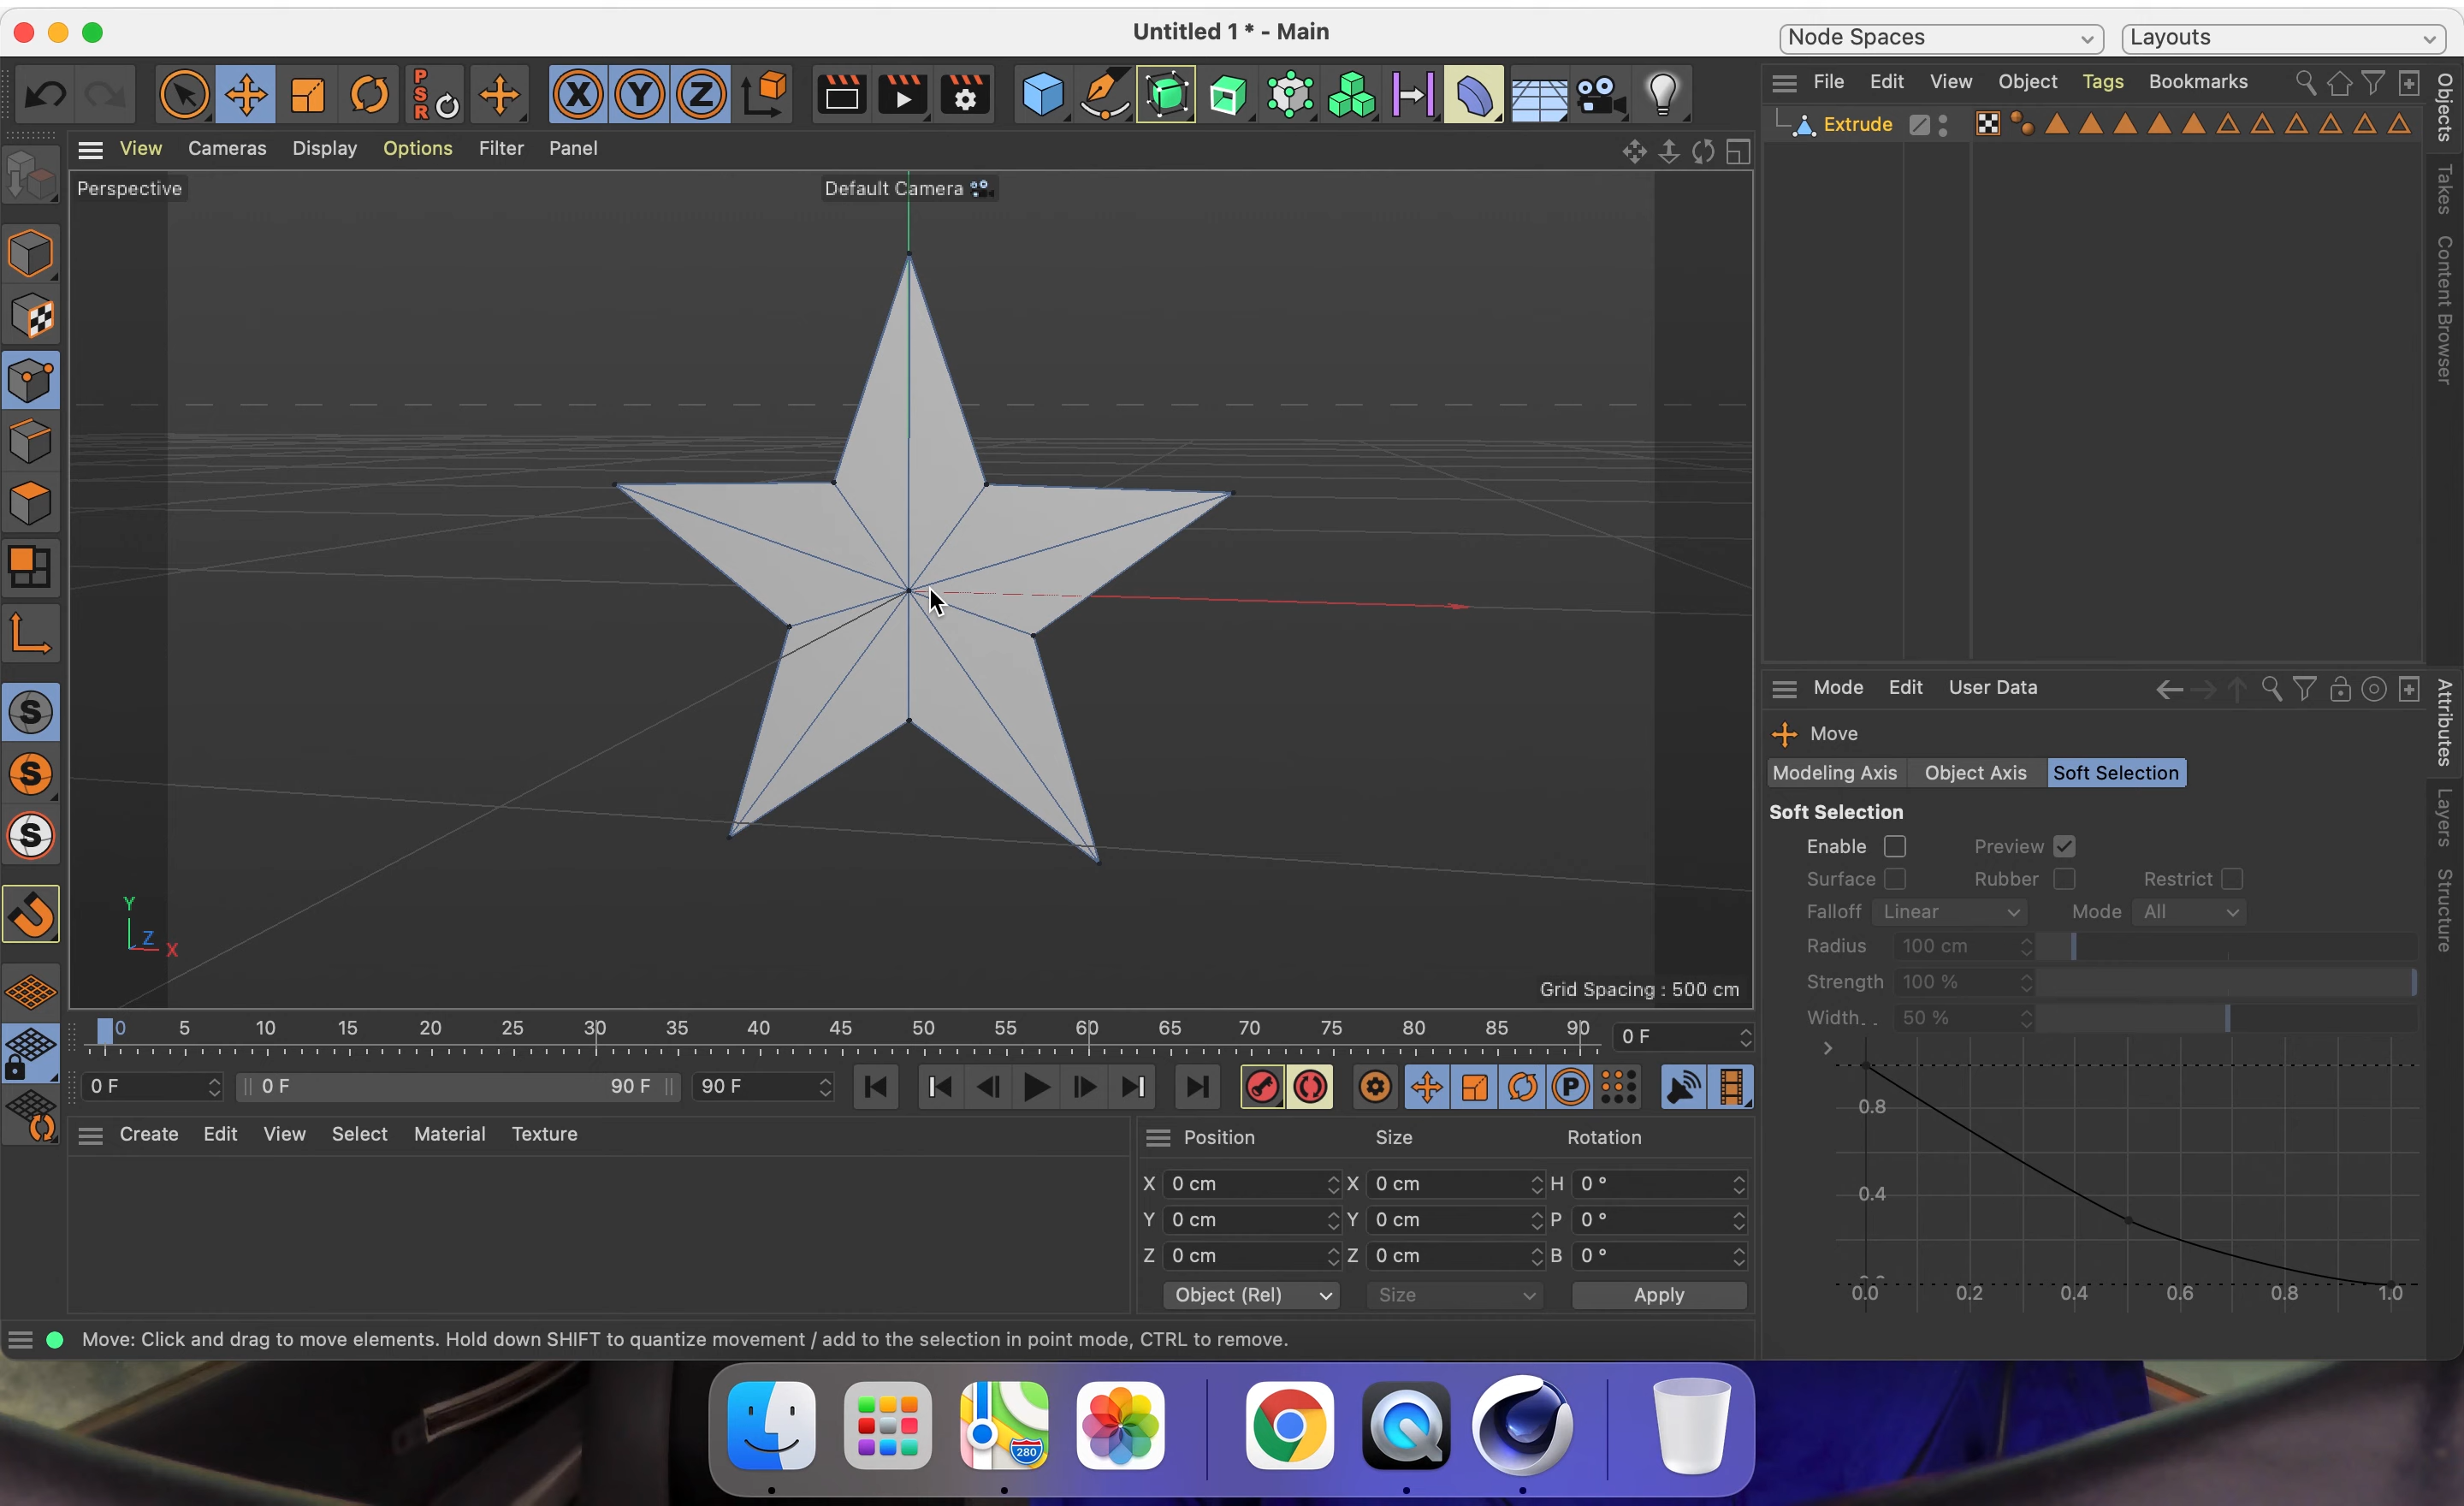 Untitled 1 * - Main
Node Spaces
Layouts
P
S
R
X Y Z
File Edit View Object Tags Bookmarks
Extrude
View Cameras Display Options Filter Panel
Perspective
Default Camera
Objects
Takes
Content Browser
S
S
S
Y
Z
X
Grid Spacing : 500 cm
Mode Edit User Data
Move
Modeling Axis Object Axis Soft Selection
Soft Selection
Enable Preview
Surface Rubber Restrict
Falloff Linear Mode All
Radius 100 cm
Strength 100 %
Width. . 50 %
0.8
0.4
0.0 0.2 0.4 0.6 0.8 1.0
Attributes
Layers
Structure
0 5 10 15 20 25 30 35 40 45 50 55 60 65 70 75 80 85 90 0 F
0 F 0 F 90 F 90 F P
Create Edit View Select Material Texture
Position Size Rotation
X 0 cm X 0 cm H 0 °
Y 0 cm Y 0 cm P 0 °
Z 0 cm Z 0 cm B 0 °
Object (Rel) Size Apply
Move: Click and drag to move elements. Hold down SHIFT to quantize movement / add to the selection in point mode, CTRL to remove.
280